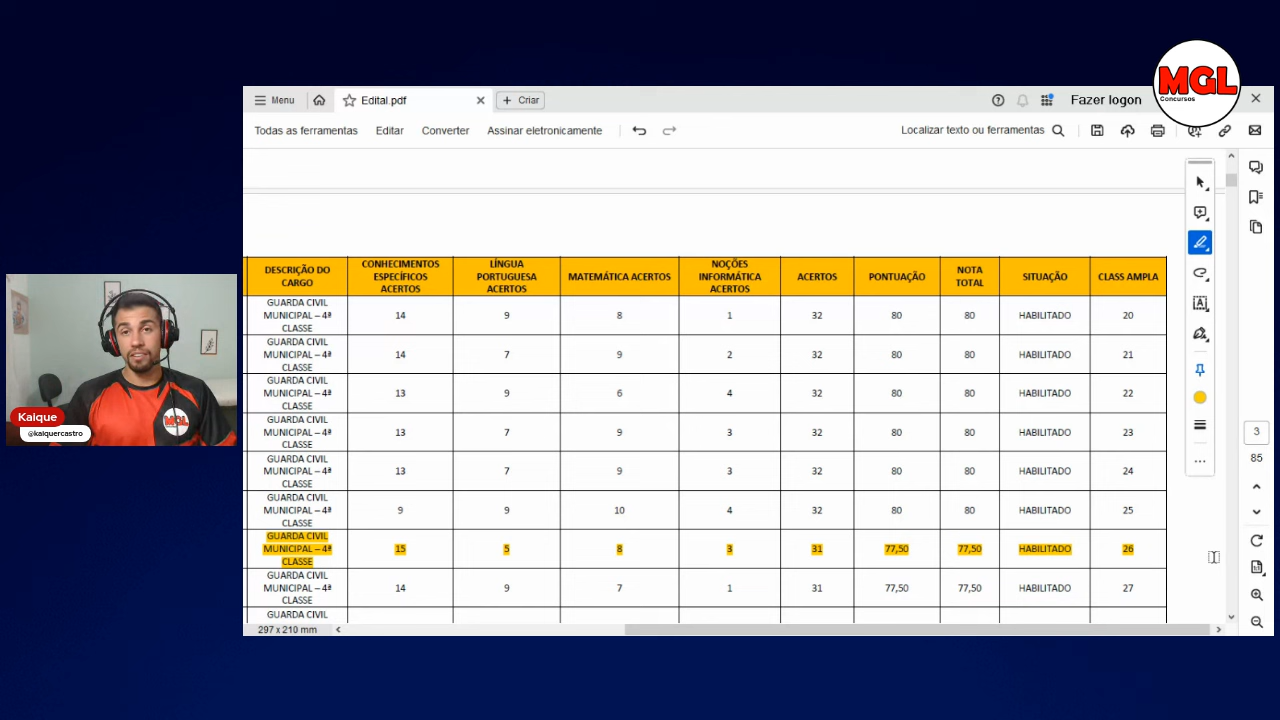 MGL
Concursos
Menu
Edital.pdf
Criar
Fazer logon
Todas as ferramentas
Editar
Converter
Assinar eletronicamente
Localizar texto ou ferramentas
DESCRIÇÃO DO CARGO CONHECIMENTOS ESPECÍFICOS ACERTOS LÍNGUA PORTUGUESA ACERTOS MATEMÁTICA ACERTOS NOÇÕES INFORMÁTICA ACERTOS ACERTOS PONTUAÇÃO NOTA TOTAL SITUAÇÃO CLASS AMPLA
GUARDA CIVIL MUNICIPAL – 4ª CLASSE 14 9 8 1 32 80 80 HABILITADO 20
GUARDA CIVIL MUNICIPAL – 4ª CLASSE 14 7 9 2 32 80 80 HABILITADO 21
GUARDA CIVIL MUNICIPAL – 4ª CLASSE 13 9 6 4 32 80 80 HABILITADO 22
GUARDA CIVIL MUNICIPAL – 4ª CLASSE 13 7 9 3 32 80 80 HABILITADO 23
GUARDA CIVIL MUNICIPAL – 4ª CLASSE 13 7 9 3 32 80 80 HABILITADO 24
GUARDA CIVIL MUNICIPAL – 4ª CLASSE 9 9 10 4 32 80 80 HABILITADO 25
GUARDA CIVIL MUNICIPAL – 4ª CLASSE 15 5 8 3 31 77,50 77,50 HABILITADO 26
GUARDA CIVIL MUNICIPAL – 4ª CLASSE 14 9 7 1 31 77,50 77,50 HABILITADO 27
GUARDA CIVIL
297 x 210 mm
3
85
Kaique
@kaiquercastro
MGL